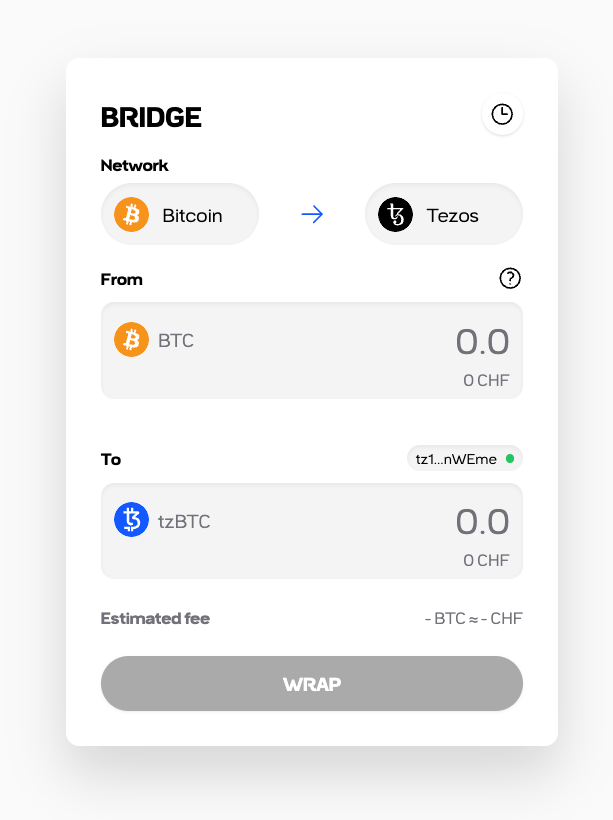 BRIDGE
Network
Bitcoin
Tezos
From
BTC
0.0
0 CHF
To
tz1...nWEme
tzBTC
0.0
0 CHF
Estimated fee
- BTC ≈ - CHF
WRAP